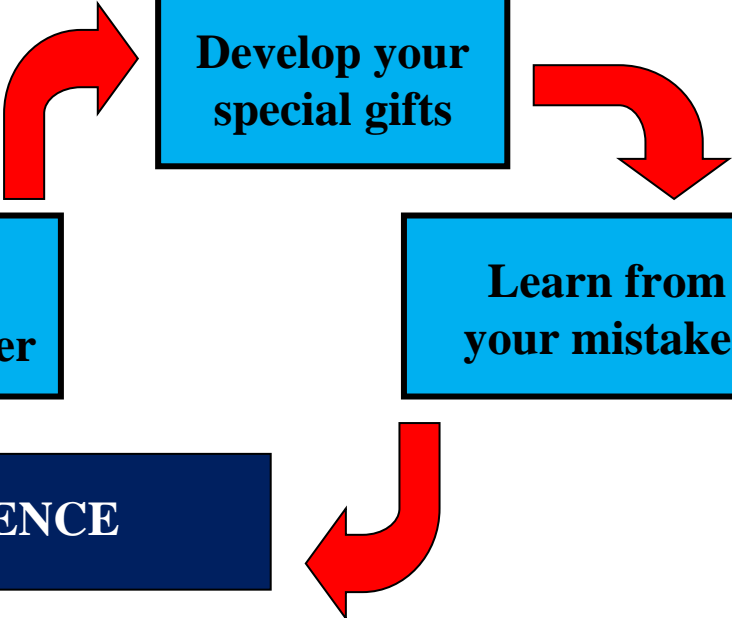 Develop your
special gifts
Learn from
your mistake
er
ENCE